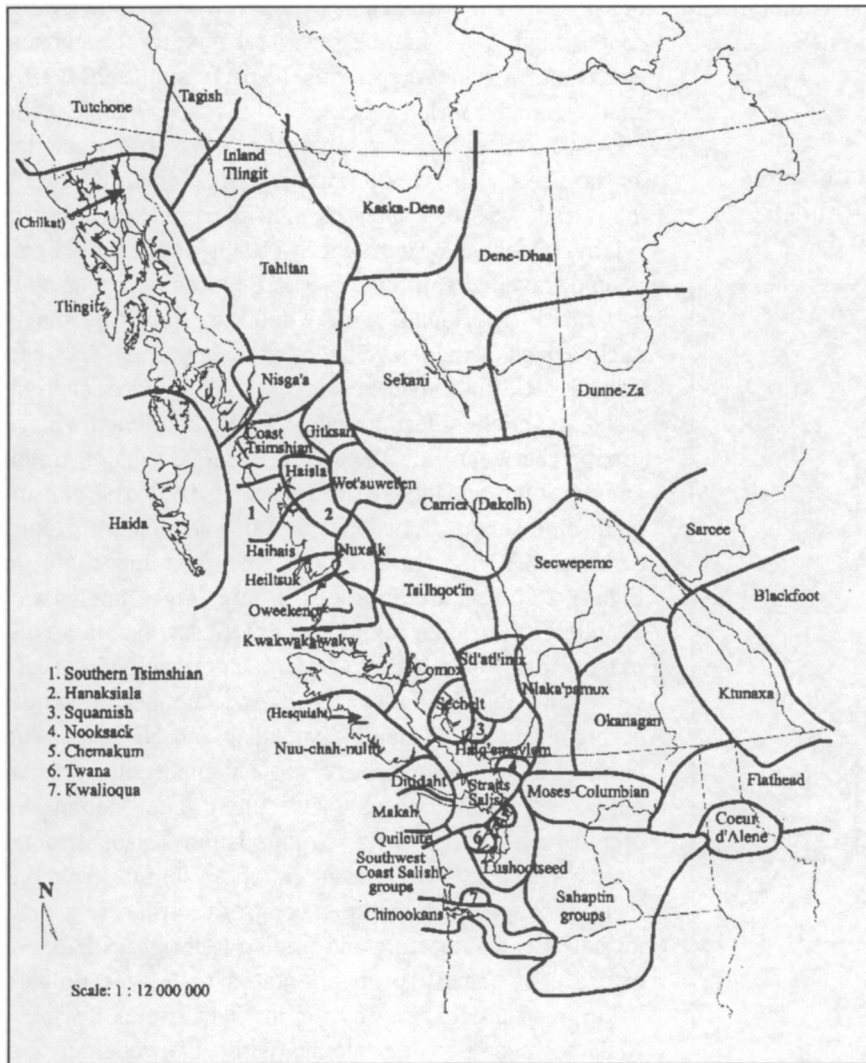 Tutchone
Tagish
Inland
Tlingit
Kaska-Dene
(Chilkat)
Dene-Dhaa
Tahltan
Tlingit
Sekani
Nisga'a
Dunne-Za
Coast
Tsimshian
Gitksan
Haisla
Wet'suweten
Carrier (Dakelh)
1
2
Haida
Sarcee
Haihais
Nuxalk
Secwepemc
Heiltsuk
Tsilhqot'in
Blackfoot
Oweekeno
Kwakwaka'wakw
Comox
Stl'atl'imx
Nlaka'pamux
Ktunaxa
Sechelt
Okanagan
3
(Hesquiaht)
Nuu-chah-nulth
Halq'emeylem
4
1. Southern Tsimshian
2. Hanaksiala
3. Squamish
4. Nooksack
5. Chemakum
6. Twana
7. Kwalioqua
Ditidaht
Straits
Salish
Moses-Columbian
Flathead
Makah
5
Coeur
d'Alene
Quileute
6
Southwest
Coast Salish
groups
Lushootseed
7
Chinookans
Sahaptin
groups
N
Scale: 1 : 12 000 000